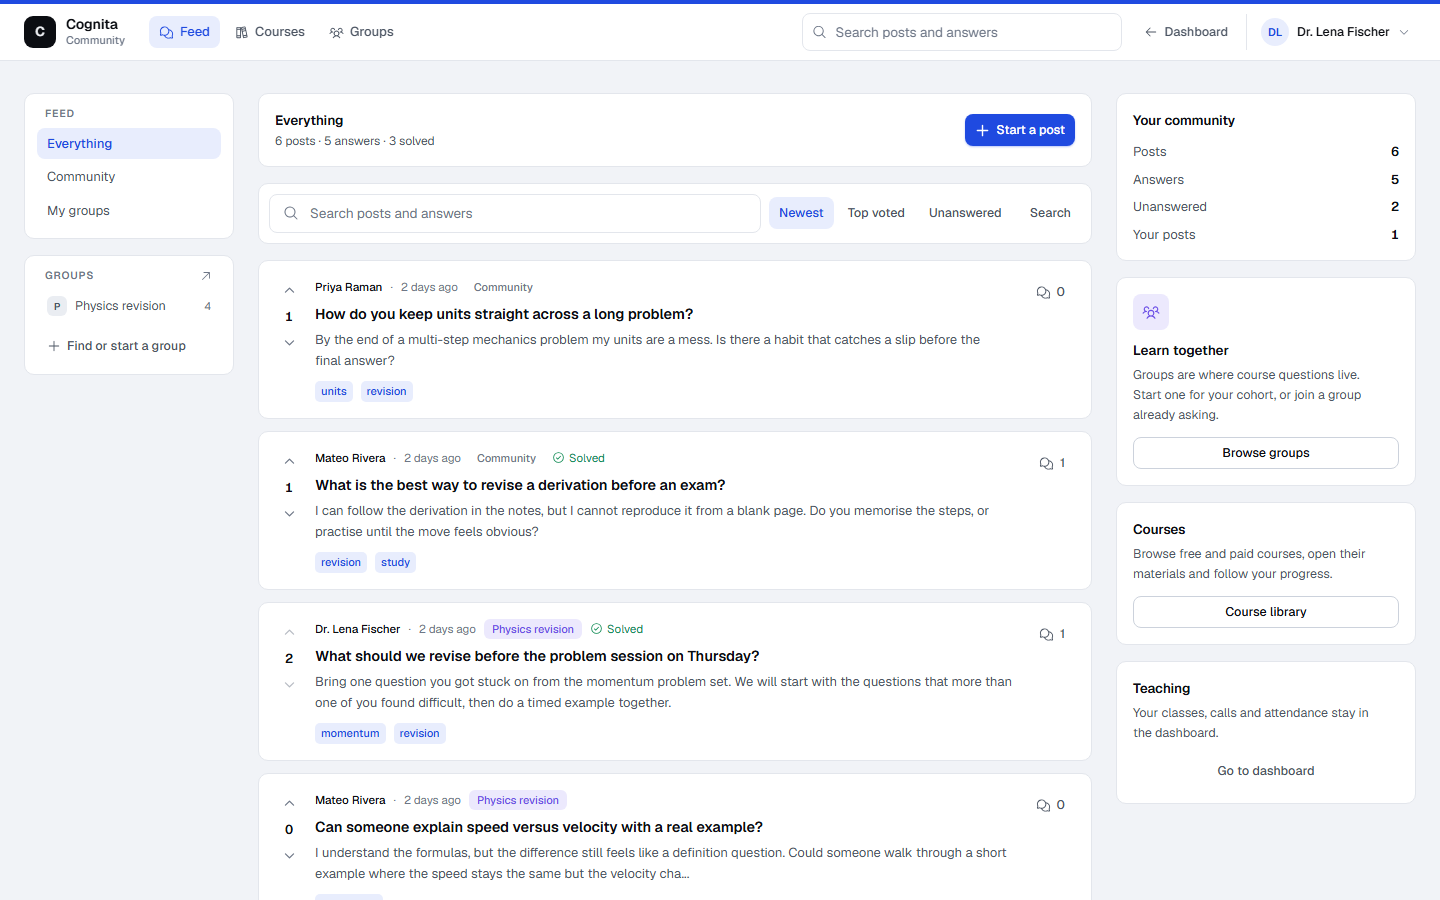 C
Cognita
Community
Feed
Courses
Groups
Search posts and answers
Dashboard
DL
Dr. Lena Fischer
FEED
Everything
Community
My groups
GROUPS
P Physics revision 4
Find or start a group
Everything
6 posts · 5 answers · 3 solved
Start a post
Search posts and answers
Newest
Top voted
Unanswered
Search
Priya Raman · 2 days ago Community
0
1
How do you keep units straight across a long problem?
By the end of a multi-step mechanics problem my units are a mess. Is there a habit that catches a slip before the
final answer?
units revision
Mateo Rivera · 2 days ago Community Solved
1
1
What is the best way to revise a derivation before an exam?
I can follow the derivation in the notes, but I cannot reproduce it from a blank page. Do you memorise the steps, or
practise until the move feels obvious?
revision study
Dr. Lena Fischer · 2 days ago Physics revision Solved
1
2
What should we revise before the problem session on Thursday?
Bring one question you got stuck on from the momentum problem set. We will start with the questions that more than
one of you found difficult, then do a timed example together.
momentum revision
Mateo Rivera · 2 days ago Physics revision
0
0
Can someone explain speed versus velocity with a real example?
I understand the formulas, but the difference still feels like a definition question. Could someone walk through a short
example where the speed stays the same but the velocity cha...
Your community
Posts 6
Answers 5
Unanswered 2
Your posts 1
Learn together
Groups are where course questions live.
Start one for your cohort, or join a group
already asking.
Browse groups
Courses
Browse free and paid courses, open their
materials and follow your progress.
Course library
Teaching
Your classes, calls and attendance stay in
the dashboard.
Go to dashboard